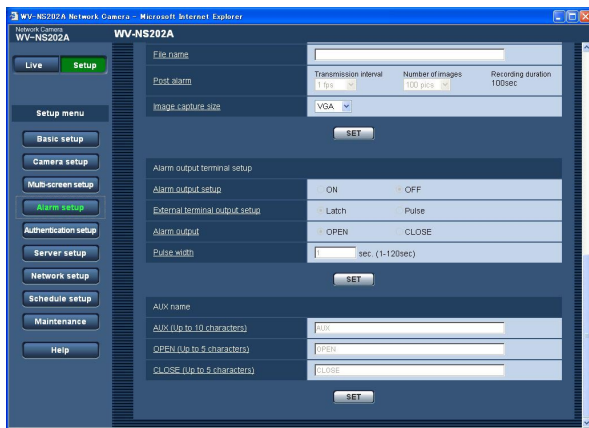 WV-NS202A Network Camera - Microsoft Internet Explorer
Network Camera
WV-NS202A
WV-NS202A
Live
Setup
Setup menu
Basic setup
Camera setup
Multi-screen setup
Alarm setup
Authentication setup
Server setup
Network setup
Schedule setup
Maintenance
Help
File name
Post alarm
Transmission interval
Number of images
Recording duration
1 fps
100 pics
100sec
Image capture size
VGA
SET
Alarm output terminal setup
Alarm output setup
ON
OFF
External terminal output setup
Latch
Pulse
Alarm output
OPEN
CLOSE
Pulse width
1
sec. (1-120sec)
SET
AUX name
AUX (Up to 10 characters)
AUX
OPEN (Up to 5 characters)
OPEN
CLOSE (Up to 5 characters)
CLOSE
SET